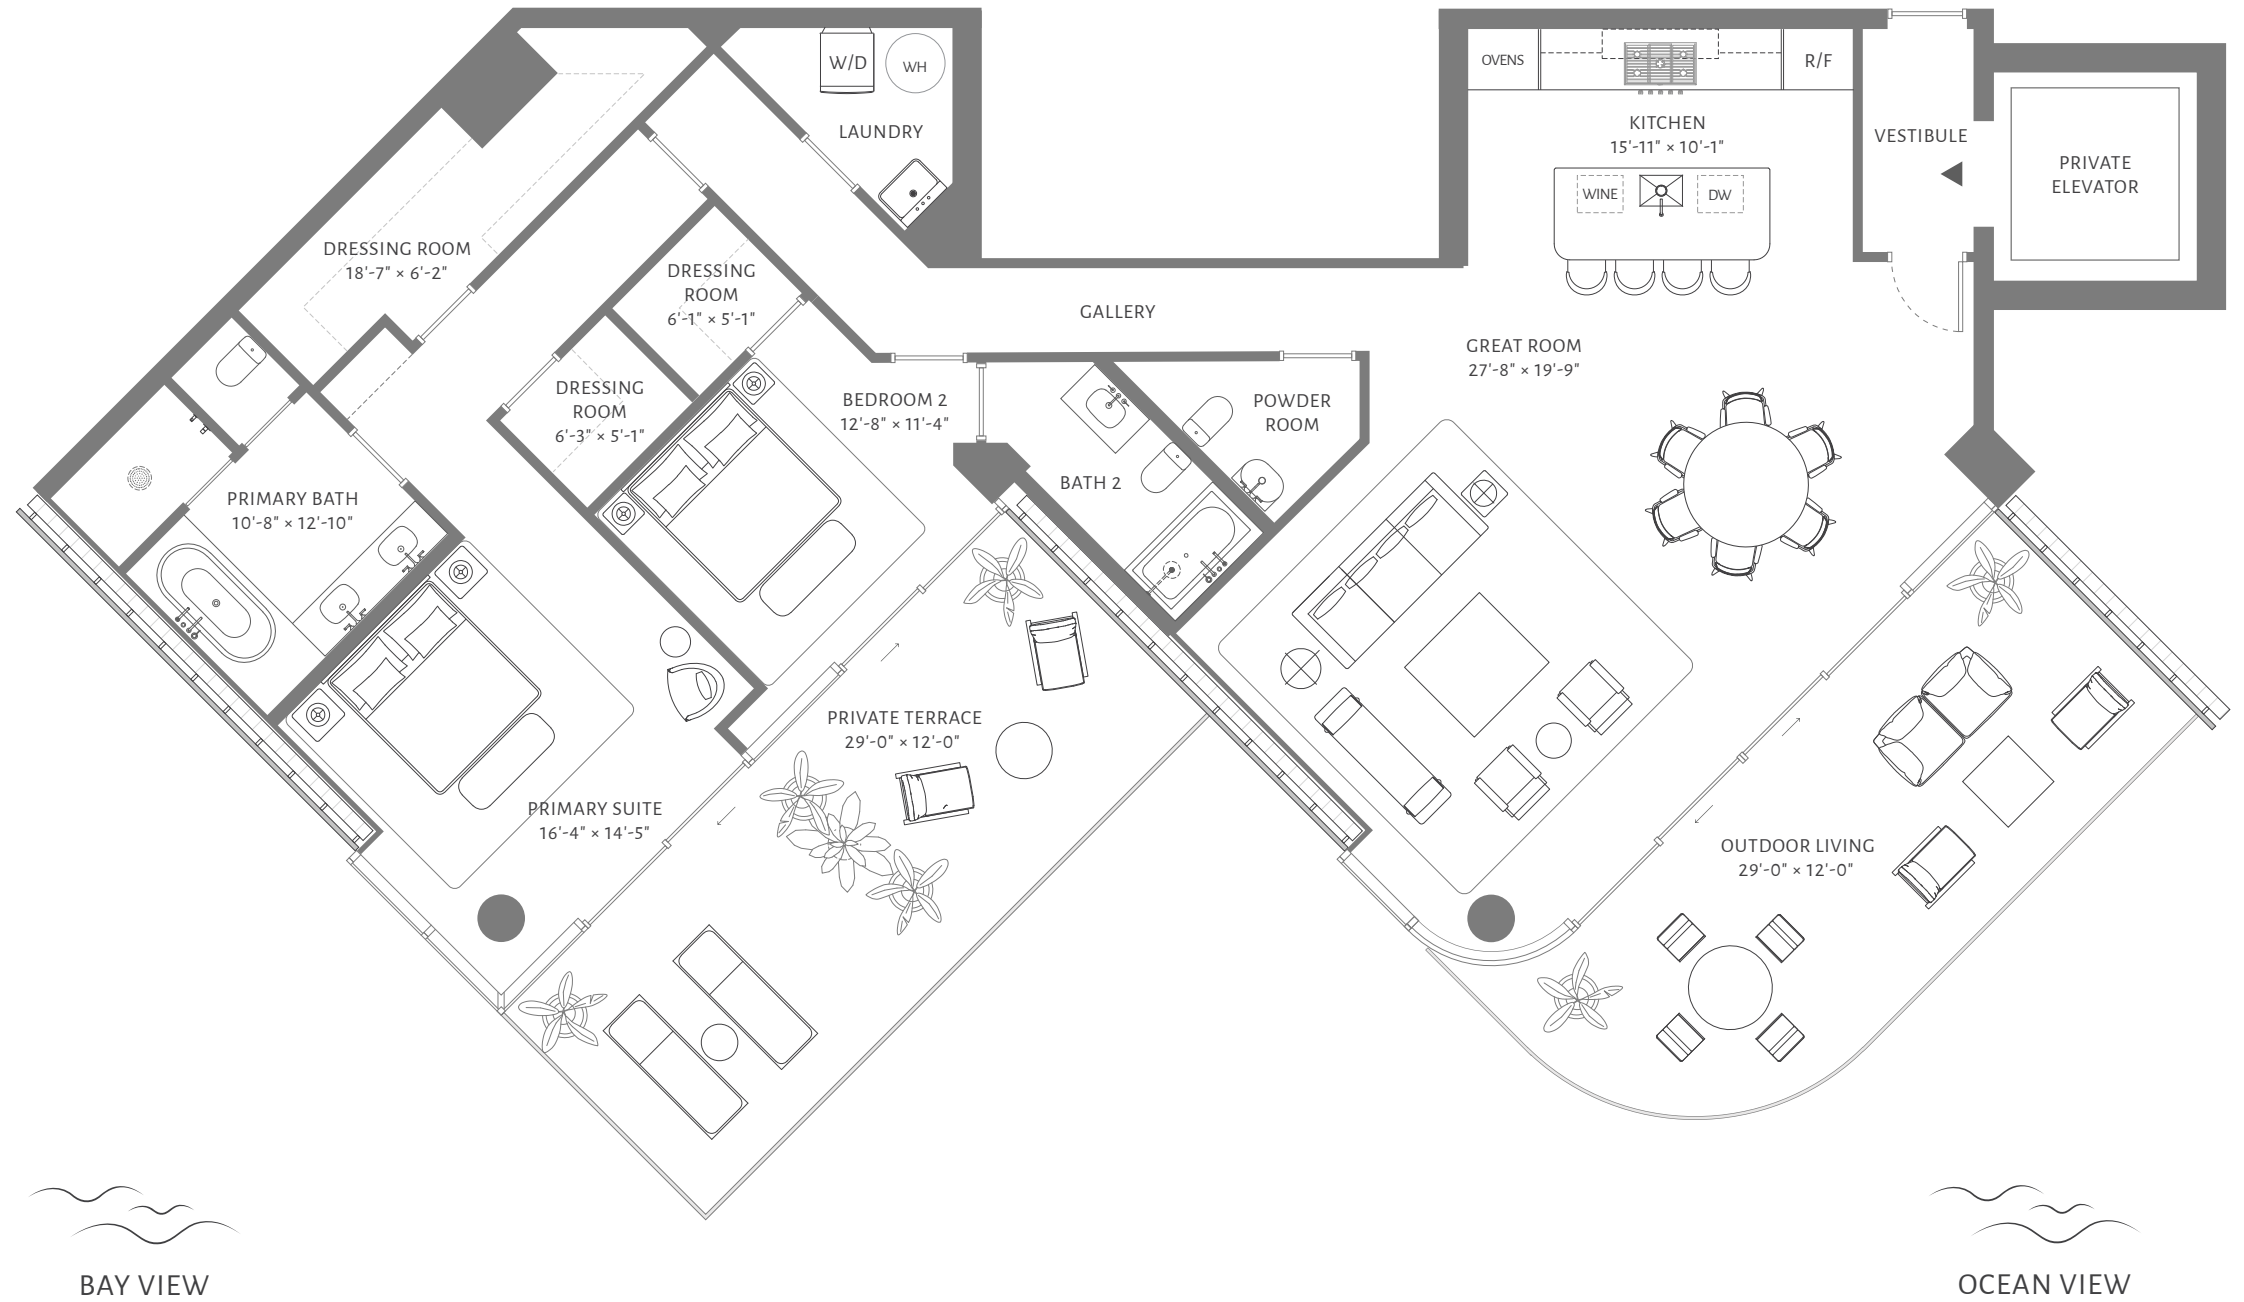 W/D
WH
LAUNDRY
OVENS
R/F
KITCHEN
15'-11" × 10'-1"
WINE
DW
VESTIBULE
PRIVATE
ELEVATOR
DRESSING ROOM
18'-7" × 6'-2"
DRESSING
ROOM
6'-1" × 5'-1"
GALLERY
GREAT ROOM
27'-8" × 19'-9"
DRESSING
ROOM
6'-3" × 5'-1"
BEDROOM 2
12'-8" × 11'-4"
POWDER
ROOM
BATH 2
PRIMARY BATH
10'-8" × 12'-10"
PRIVATE TERRACE
29'-0" × 12'-0"
PRIMARY SUITE
16'-4" × 14'-5"
OUTDOOR LIVING
29'-0" × 12'-0"
BAY VIEW
OCEAN VIEW